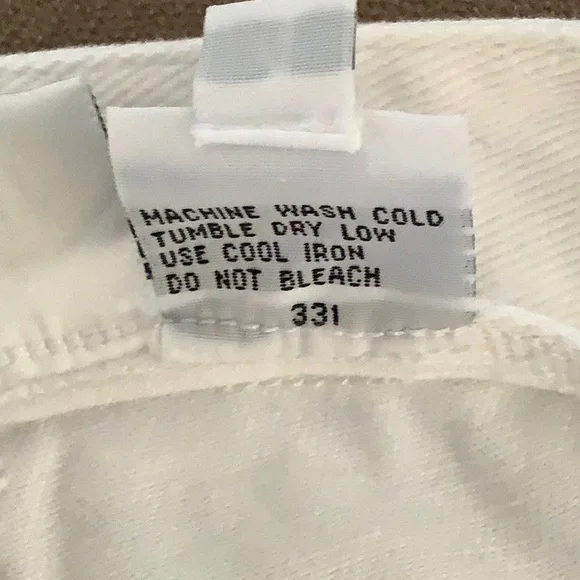 MACHINE WASH COLD
TUMBLE DRY LOW
USE COOL IRON
DO NOT BLEACH
331